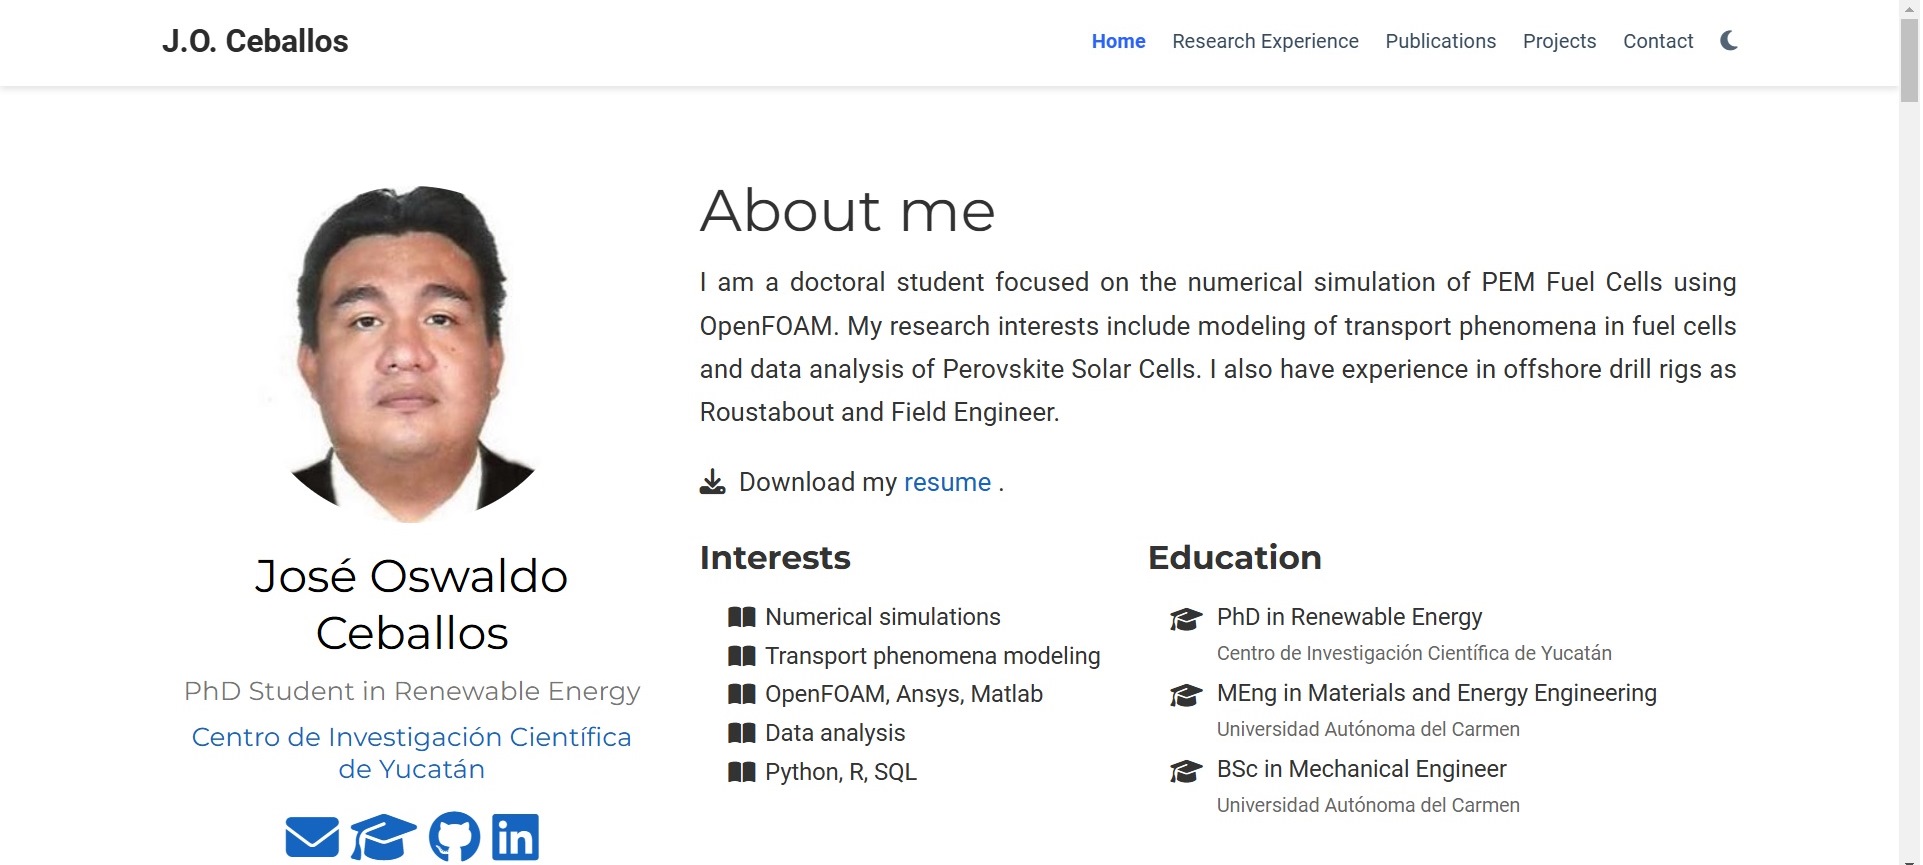 J.O. Ceballos
Home Research Experience Publications Projects Contact
About me
I am a doctoral student focused on the numerical simulation of PEM Fuel Cells using
OpenFOAM. My research interests include modeling of transport phenomena in fuel cells
and data analysis of Perovskite Solar Cells. I also have experience in offshore drill rigs as
Roustabout and Field Engineer.
Download my resume .
José Oswaldo
Ceballos
PhD Student in Renewable Energy
Centro de Investigación Científica
de Yucatán
in
Interests
Numerical simulations
Transport phenomena modeling
OpenFOAM, Ansys, Matlab
Data analysis
Python, R, SQL
Education
PhD in Renewable Energy
Centro de Investigación Científica de Yucatán
MEng in Materials and Energy Engineering
Universidad Autónoma del Carmen
BSc in Mechanical Engineer
Universidad Autónoma del Carmen